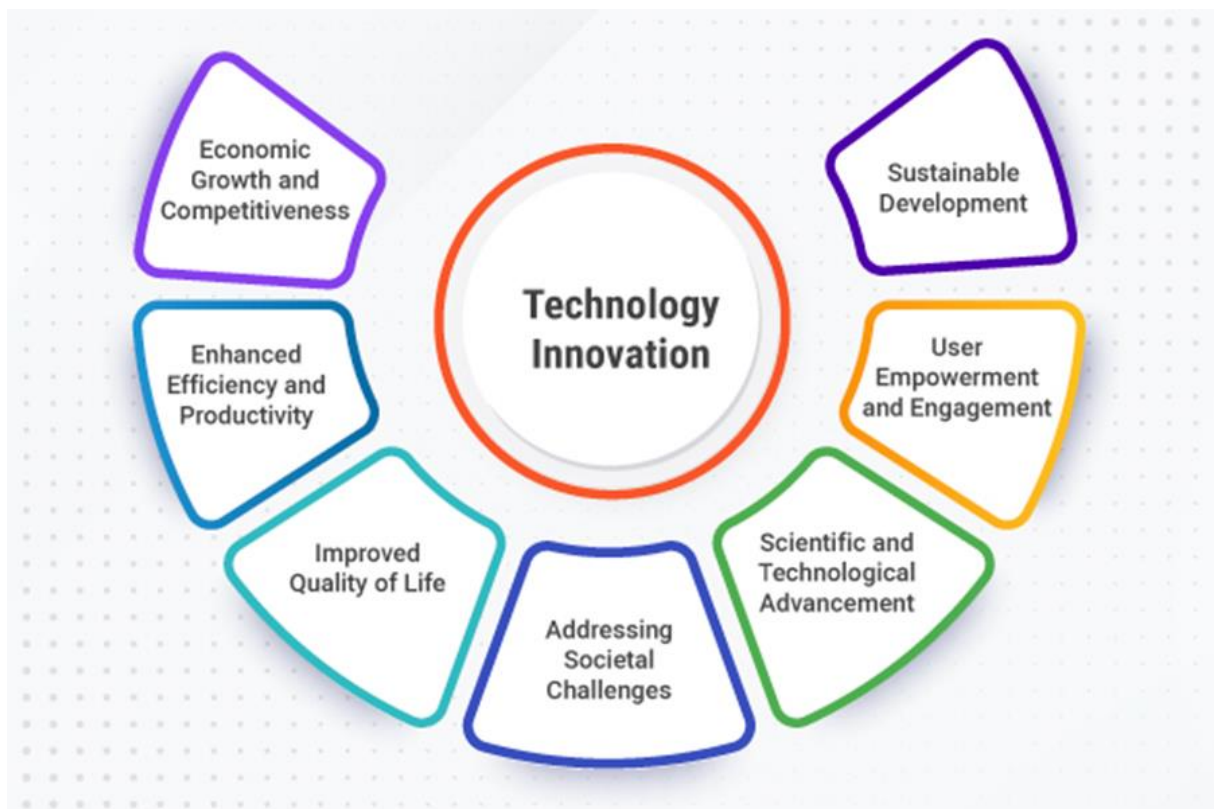 Economic
Growth and
Competitiveness
Sustainable
Development
Technology
Innovation
Enhanced
Efficiency and
Productivity
User
Empowerment
and Engagement
Improved
Quality of Life
Scientific and
Technological
Advancement
Addressing
Societal
Challenges